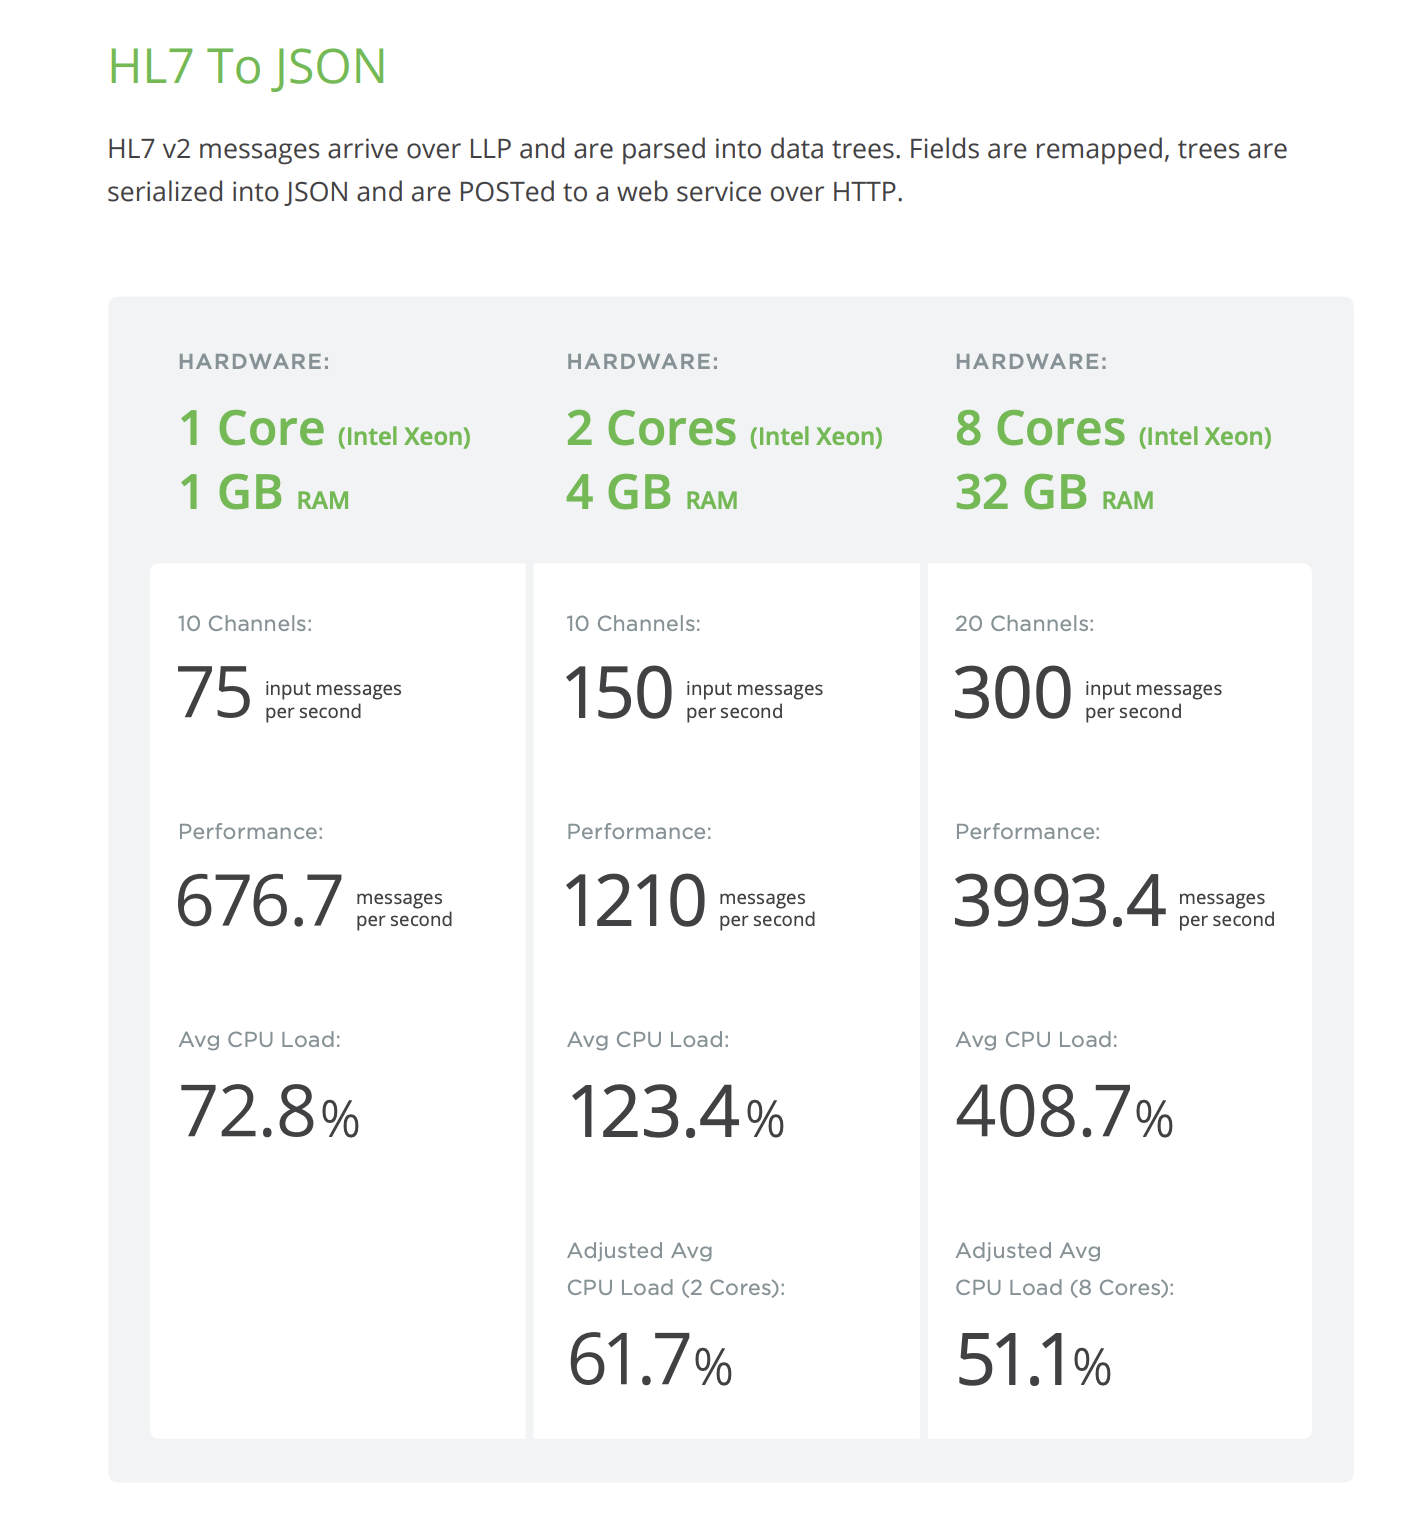 HL7 To JSON
HL7 v2 messages arrive over LLP and are parsed into data trees. Fields are remapped, trees are
serialized into JSON and are POSTed to a web service over HTTP.
HARDWARE:
1 Core (Intel Xeon)
1 GB RAM
10 Channels:
75 input messages
per second
Performance:
676.7 messages
per second
Avg CPU Load:
72.8%
HARDWARE:
2 Cores (Intel Xeon)
4 GB RAM
10 Channels:
150 input messages
per second
Performance:
1210 messages
per second
Avg CPU Load:
123.4%
Adjusted Avg
CPU Load (2 Cores):
61.7%
HARDWARE:
8 Cores (Intel Xeon)
32 GB RAM
20 Channels:
300 input messages
per second
Performance:
3993.4 messages
per second
Avg CPU Load:
408.7%
Adjusted Avg
CPU Load (8 Cores):
51.1%